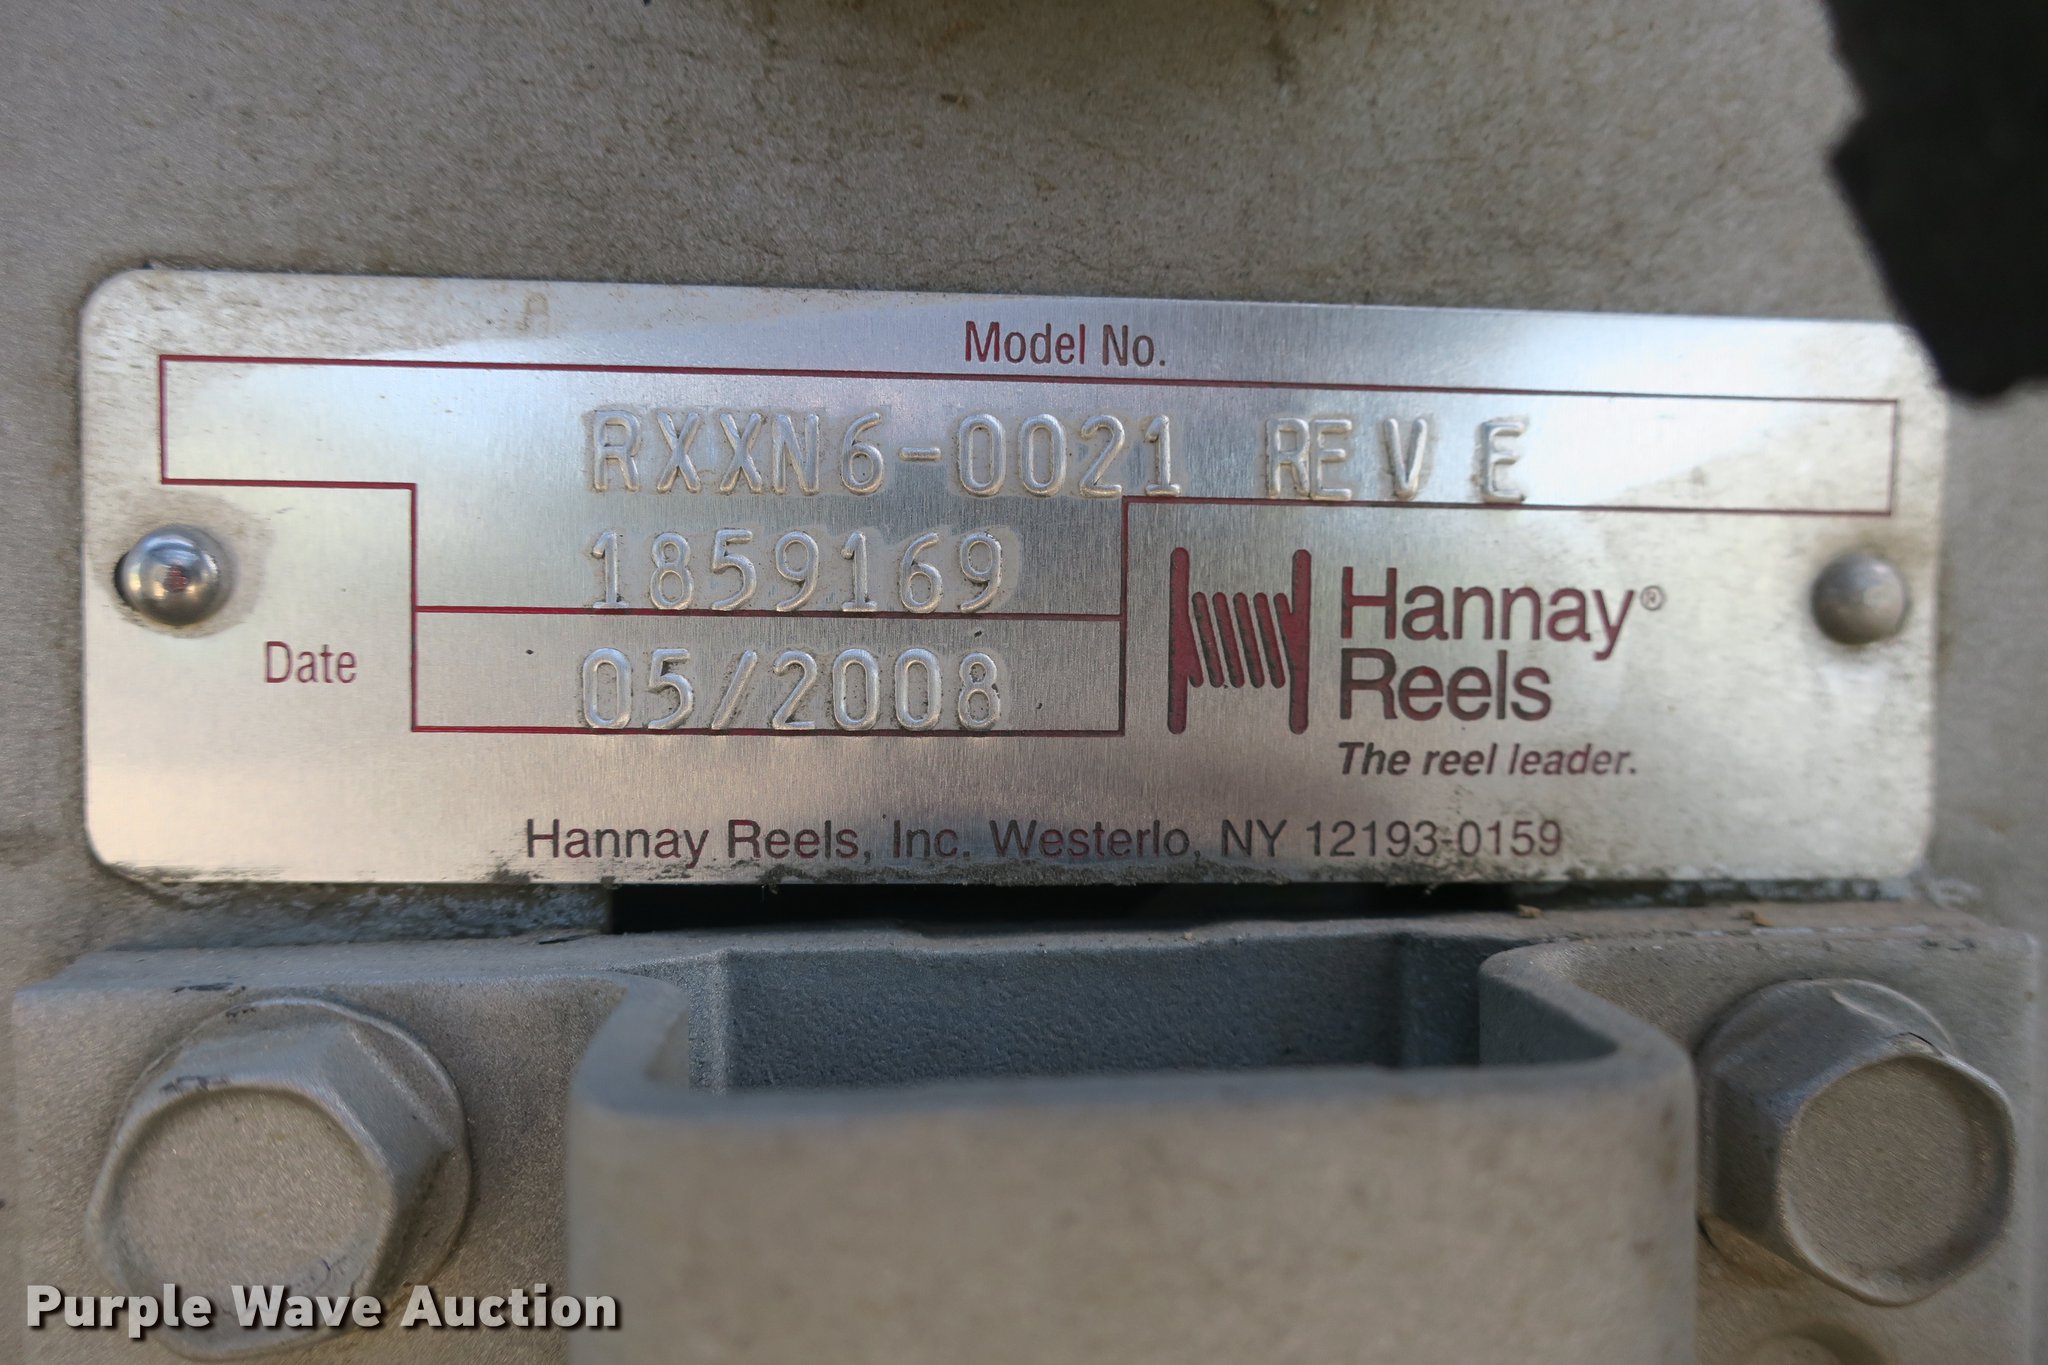 Model No.
RXXN6-0021 REV E
1859169
Date
05/2008
Hannay®
Reels
The reel leader.
Hannay Reels, Inc. Westerlo, NY 12193-0159
Purple Wave Auction